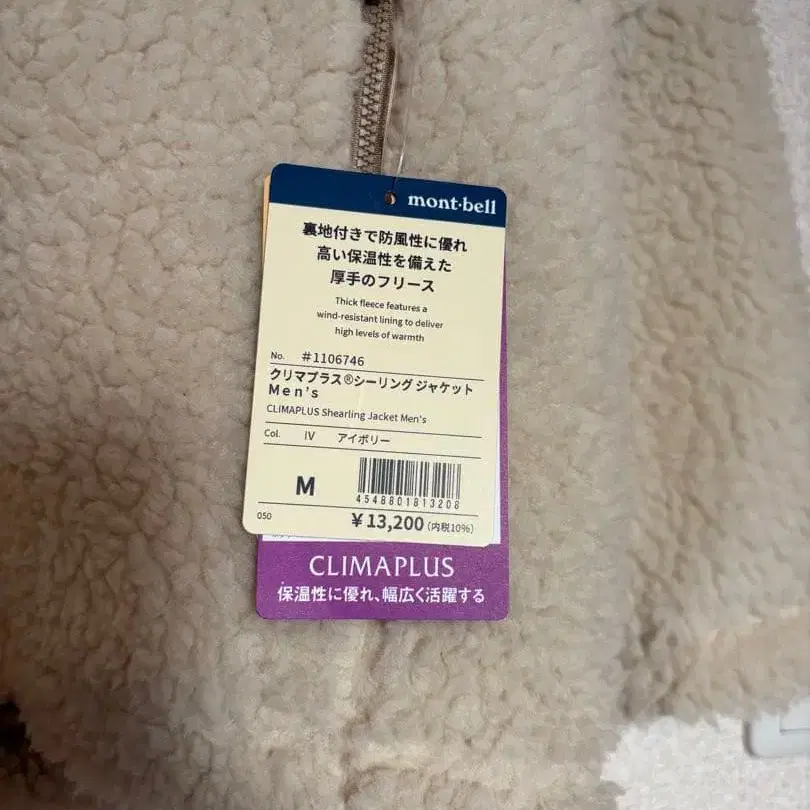 mont-bell
裏地付きで防風性に優れ
高い保温性を備えた
厚手のフリース
Thick fleece features a
wind-resistant lining to deliver
high levels of warmth
No. #1106746
クリマプラス®シーリング ジャケット
Men's
CLIMAPLUS Shearling Jacket Men's
Col. IV アイボリー
M
4548801813208
050 ¥13,200 (内税10%)
CLIMAPLUS
保温性に優れ、幅広く活躍する